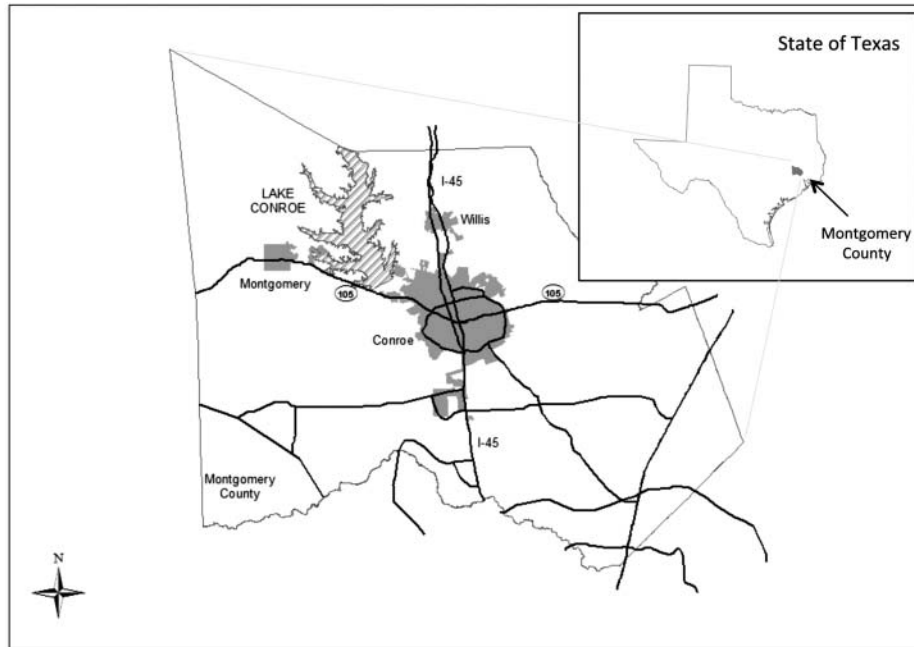 State of Texas
Montgomery
County
I-45
LAKE
CONROE
Willis
Montgomery
105
105
Conroe
I-45
Montgomery
County
N